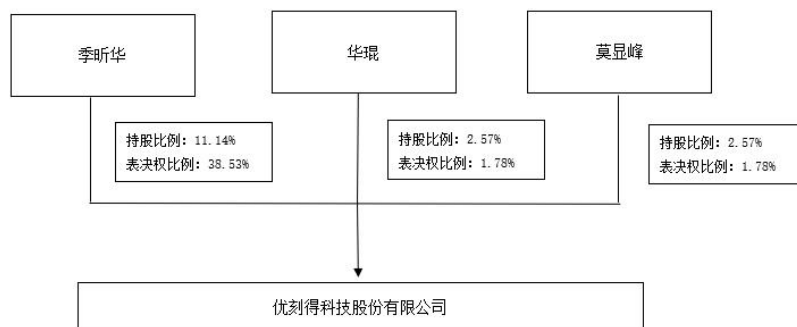 季昕华
华琨
莫显峰
持股比例：11.14%
表决权比例：38.53%
持股比例：2.57%
表决权比例：1.78%
持股比例：2.57%
表决权比例：1.78%
优刻得科技股份有限公司